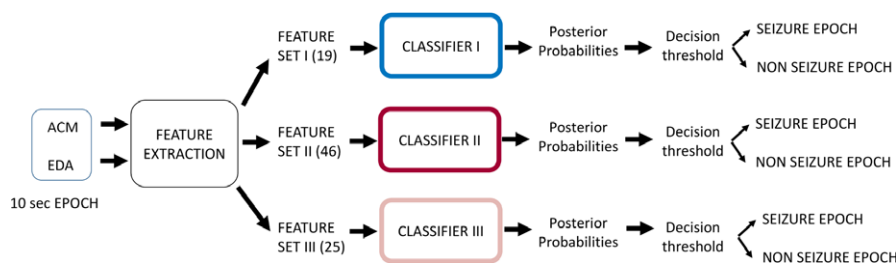 FEATURE
SET I (19)
CLASSIFIER I
Posterior
Probabilities
Decision
threshold
SEIZURE EPOCH
NON SEIZURE EPOCH
ACM
EDA
10 sec EPOCH
FEATURE
EXTRACTION
FEATURE
SET II (46)
CLASSIFIER II
Posterior
Probabilities
Decision
threshold
SEIZURE EPOCH
NON SEIZURE EPOCH
FEATURE
SET III (25)
CLASSIFIER III
Posterior
Probabilities
Decision
threshold
SEIZURE EPOCH
NON SEIZURE EPOCH